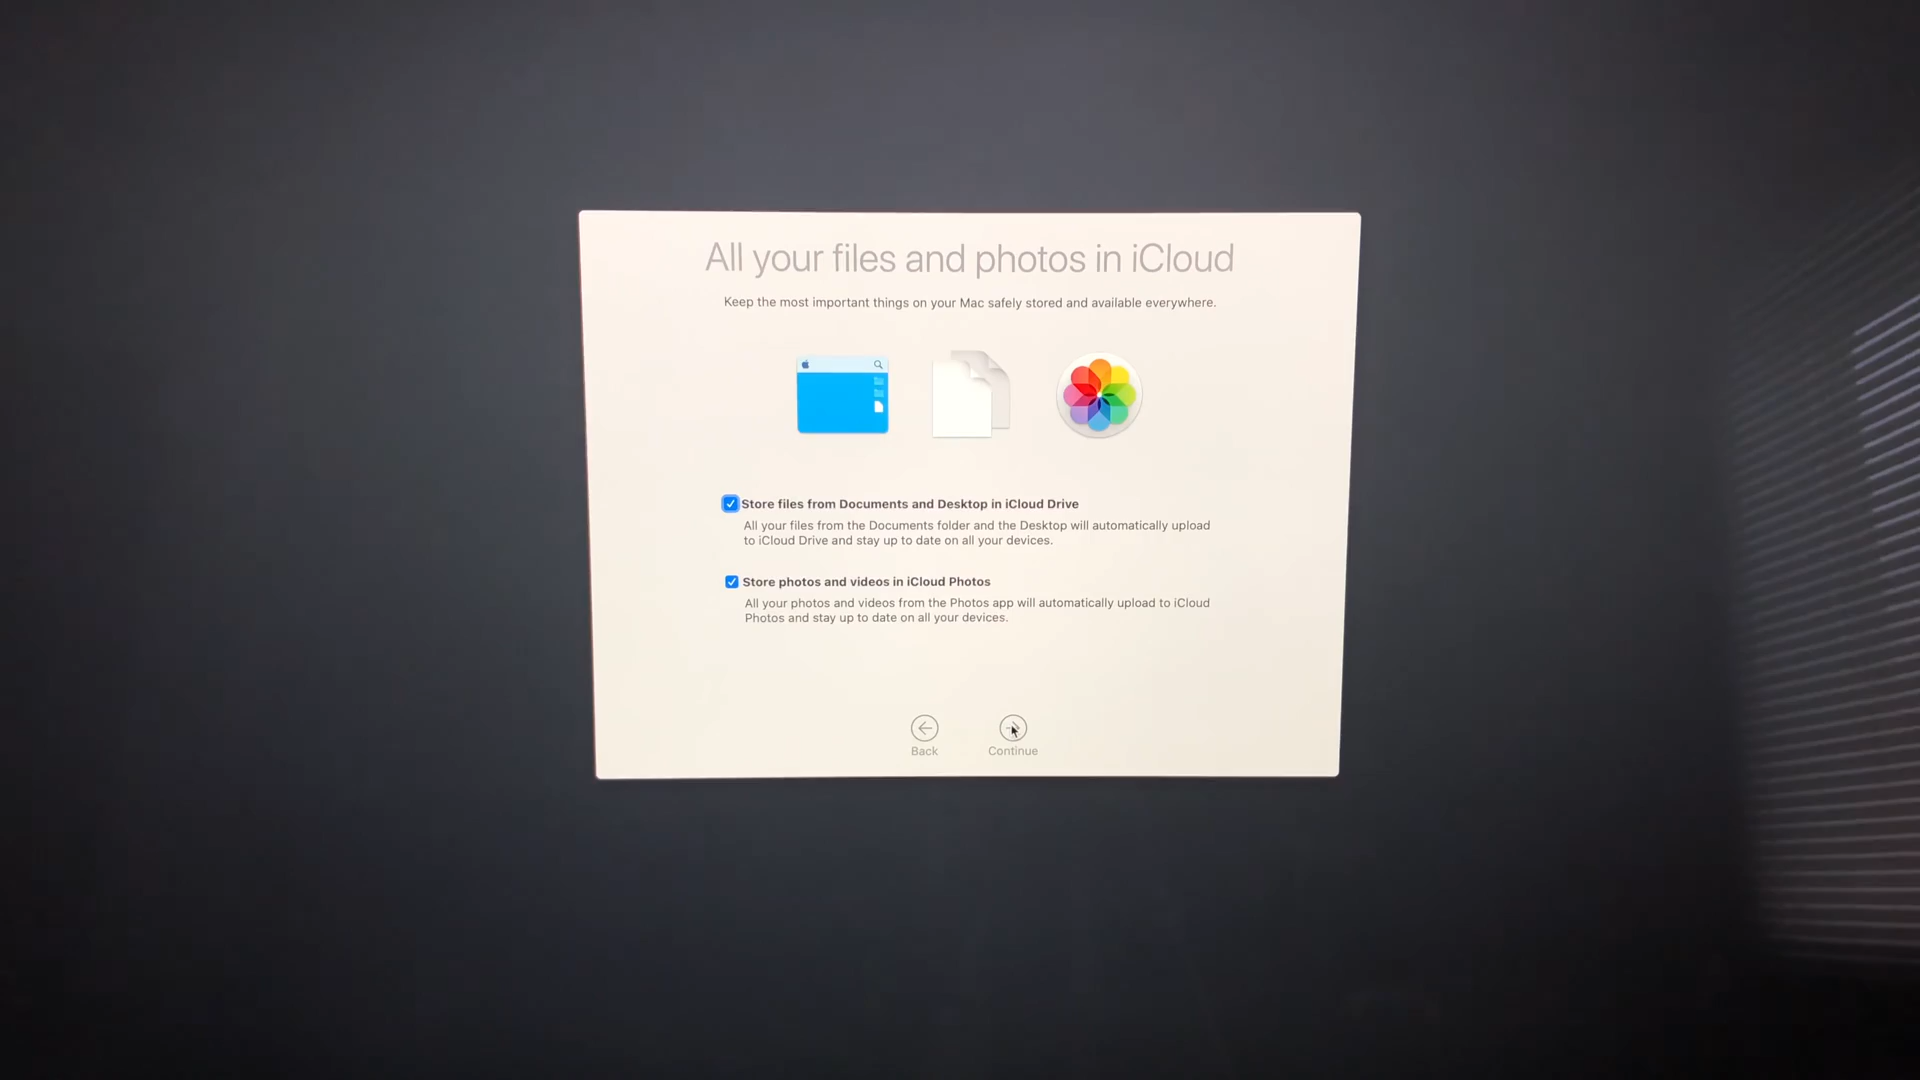 All your files and photos in iCloud
Keep the most important things on your Mac safely stored and available everywhere.
Store files from Documents and Desktop in iCloud Drive
All your files from the Documents folder and the Desktop will automatically upload
to iCloud Drive and stay up to date on all your devices.
Store photos and videos in iCloud Photos
All your photos and videos from the Photos app will automatically upload to iCloud
Photos and stay up to date on all your devices.
Back
Continue